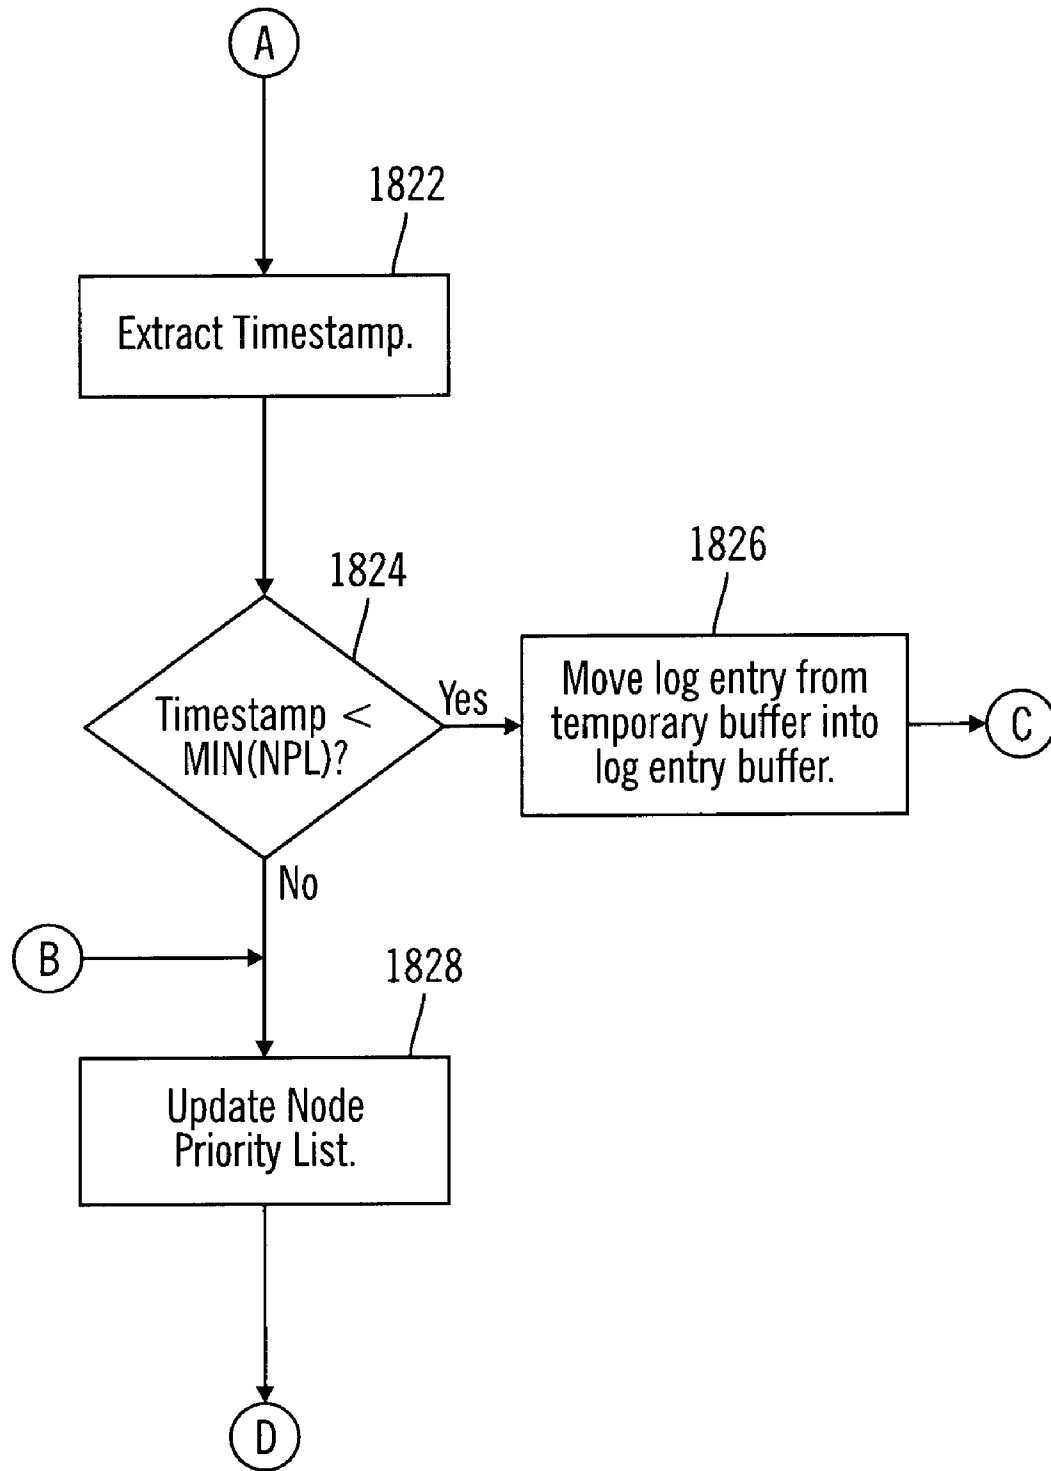 A
1822
Extract Timestamp.
1824
Timestamp <
MIN(NPL)?
Yes
1826
Move log entry from
temporary buffer into
log entry buffer.
C
No
B
1828
Update Node
Priority List.
D